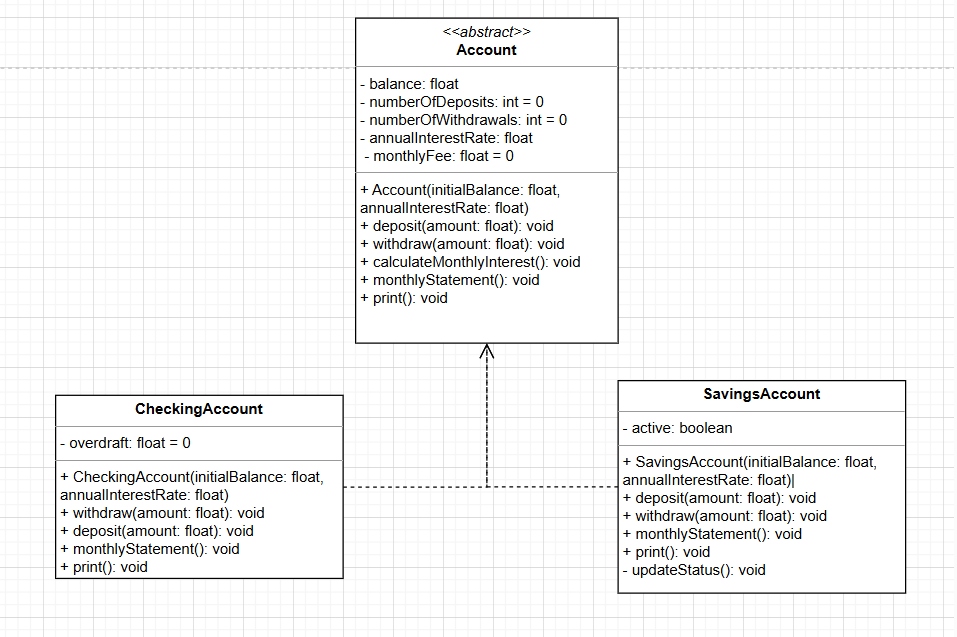 <<abstract>>
Account
- balance: float
- numberOfDeposits: int = 0
- numberOfWithdrawals: int = 0
- annualInterestRate: float
- monthlyFee: float = 0
+ Account(initialBalance: float,
annualInterestRate: float)
+ deposit(amount: float): void
+ withdraw(amount: float): void
+ calculateMonthlyInterest(): void
+ monthlyStatement(): void
+ print(): void
CheckingAccount
- overdraft: float = 0
+ CheckingAccount(initialBalance: float,
annualInterestRate: float)
+ withdraw(amount: float): void
+ deposit(amount: float): void
+ monthlyStatement(): void
+ print(): void
SavingsAccount
- active: boolean
+ SavingsAccount(initialBalance: float,
annualInterestRate: float)|
+ deposit(amount: float): void
+ withdraw(amount: float): void
+ monthlyStatement(): void
+ print(): void
- updateStatus(): void